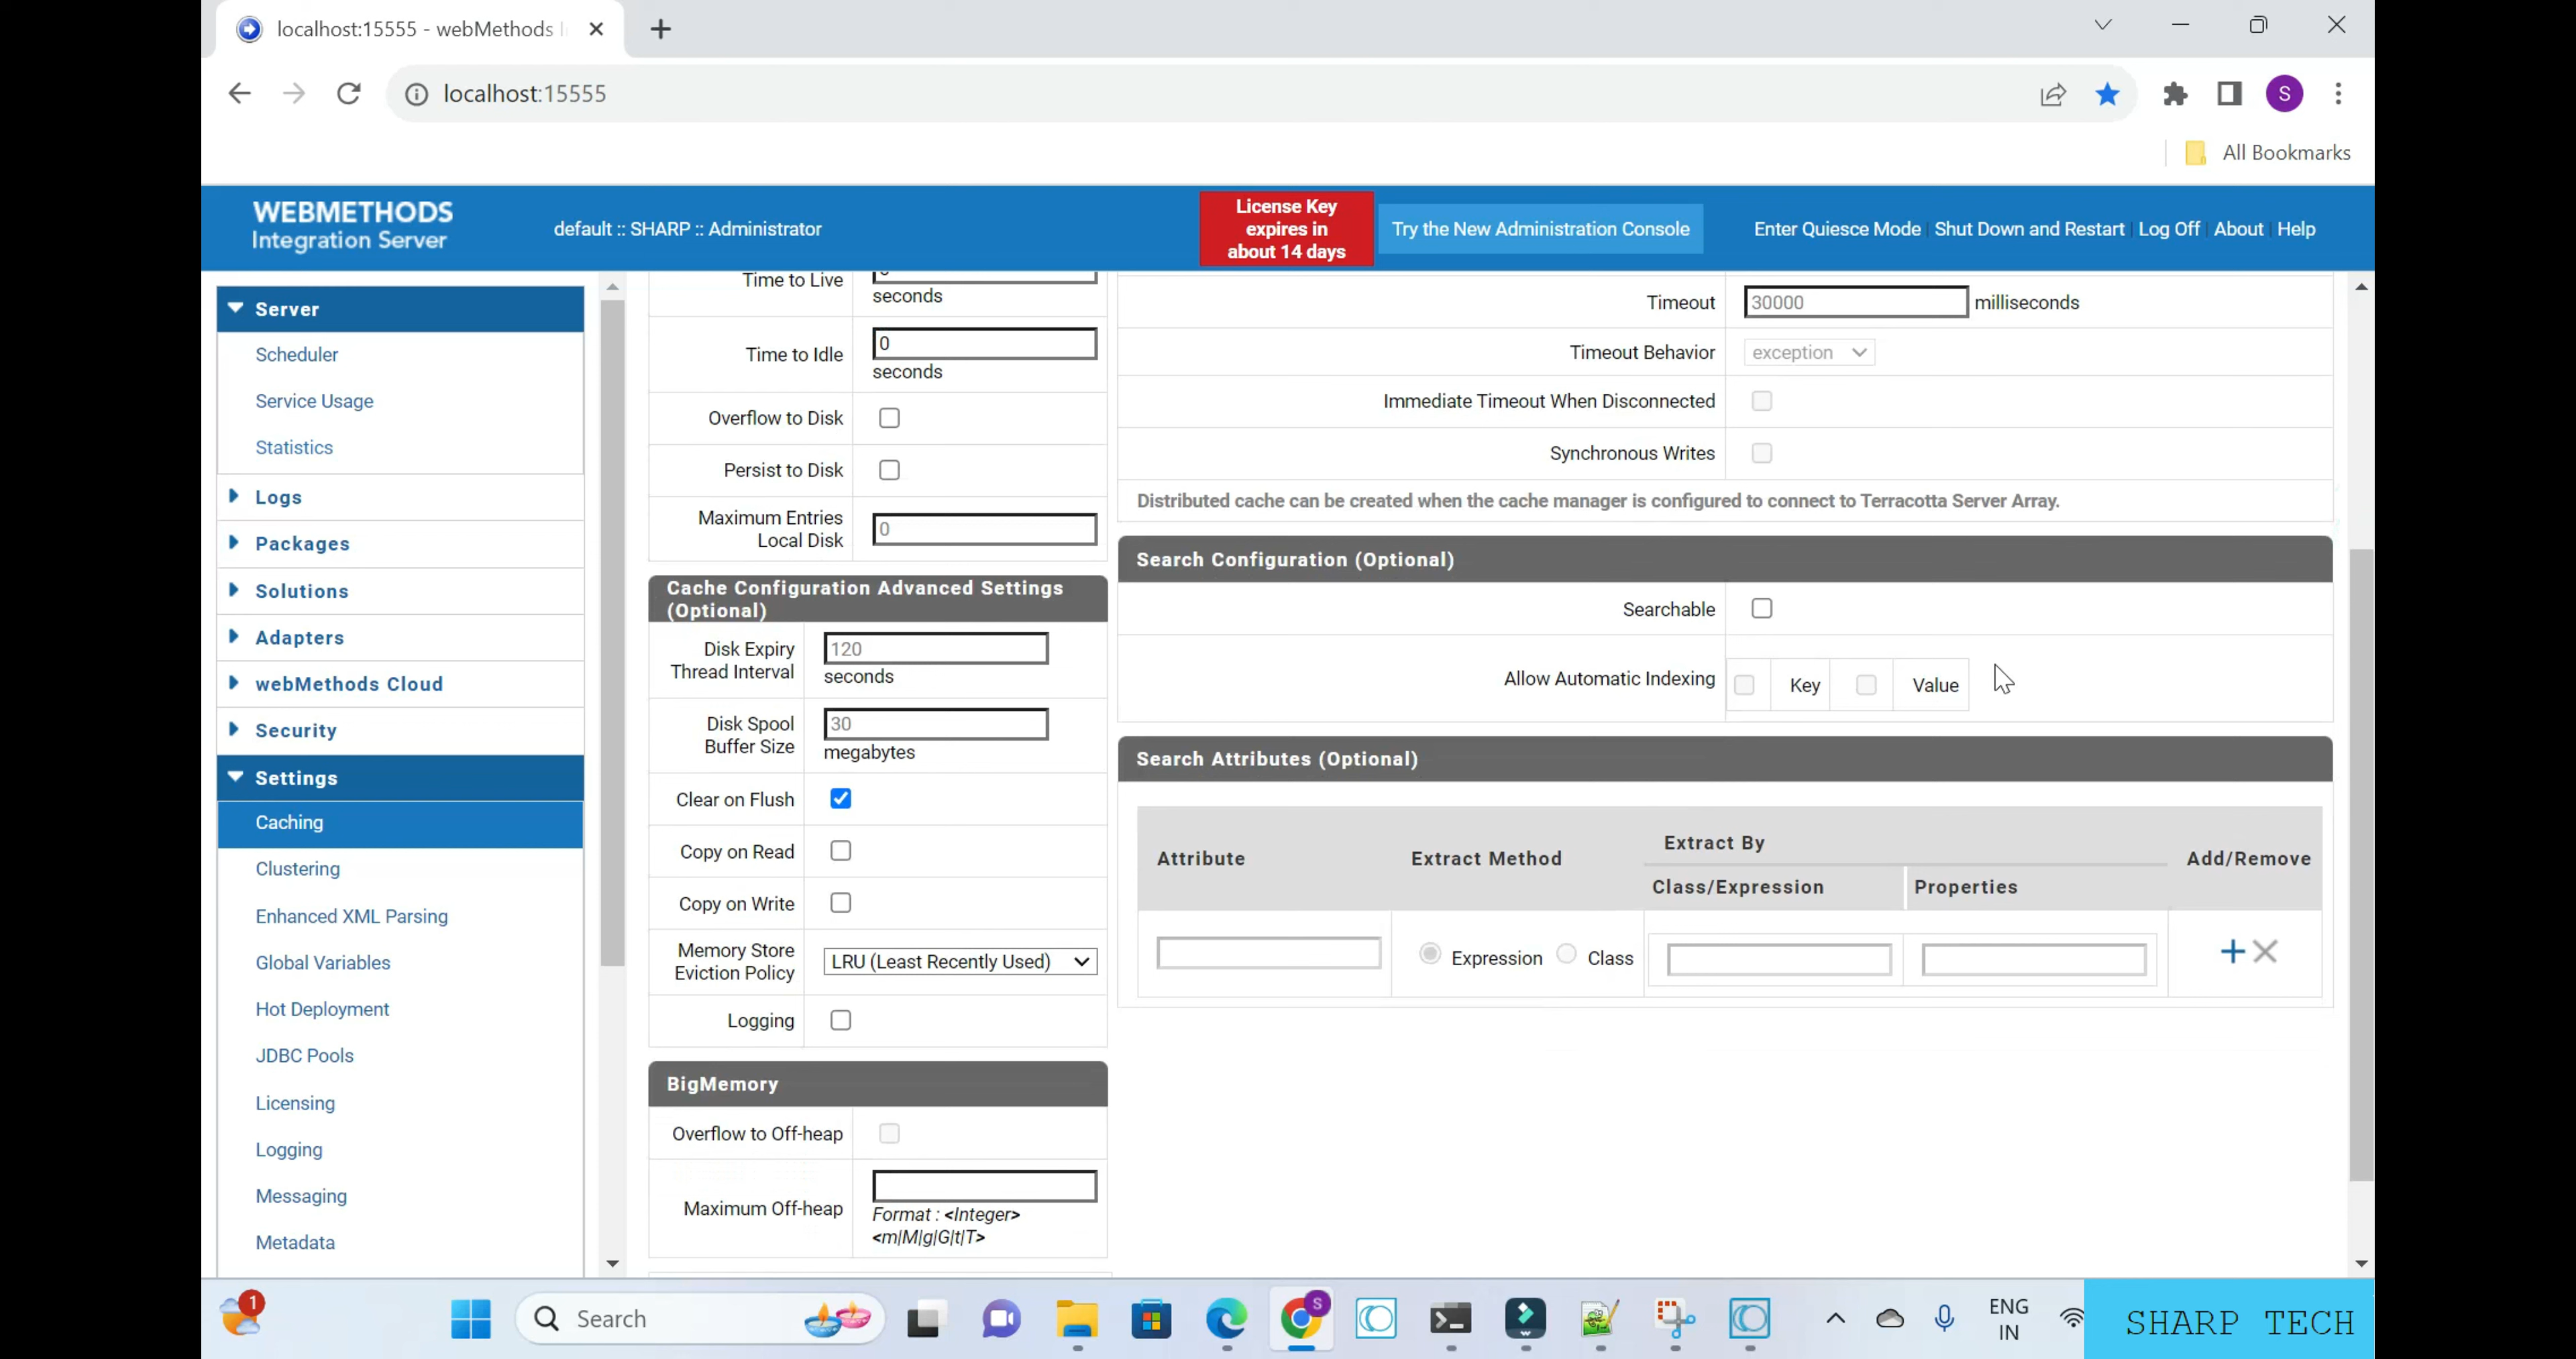 localhost:15555 - webMethods I
localhost:15555
S
All Bookmarks
WEBMETHODS
Integration Server
default :: SHARP :: Administrator
License Key
expires in
about 14 days
Try the New Administration Console
Enter Quiesce Mode
Shut Down and Restart
Log Off
About
Help
Server
Scheduler
Service Usage
Statistics
Logs
Packages
Solutions
Adapters
webMethods Cloud
Security
Settings
Caching
Clustering
Enhanced XML Parsing
Global Variables
Hot Deployment
JDBC Pools
Licensing
Logging
Messaging
Metadata
Time to Live
seconds
Time to Idle
0
seconds
Overflow to Disk
Persist to Disk
Maximum Entries
Local Disk
0
Cache Configuration Advanced Settings
(Optional)
Disk Expiry
Thread Interval
120
seconds
Disk Spool
Buffer Size
30
megabytes
Clear on Flush
Copy on Read
Copy on Write
Memory Store
Eviction Policy
LRU (Least Recently Used)
Logging
BigMemory
Overflow to Off-heap
Maximum Off-heap
Format : <Integer>
<m|M|g|G|t|T>
Timeout
30000
milliseconds
Timeout Behavior
exception
Immediate Timeout When Disconnected
Synchronous Writes
Distributed cache can be created when the cache manager is configured to connect to Terracotta Server Array.
Search Configuration (Optional)
Searchable
Allow Automatic Indexing
Key
Value
Search Attributes (Optional)
Attribute
Extract Method
Extract By
Class/Expression
Properties
Add/Remove
Expression
Class
1
Search
S
ENG
IN
SHARP TECH